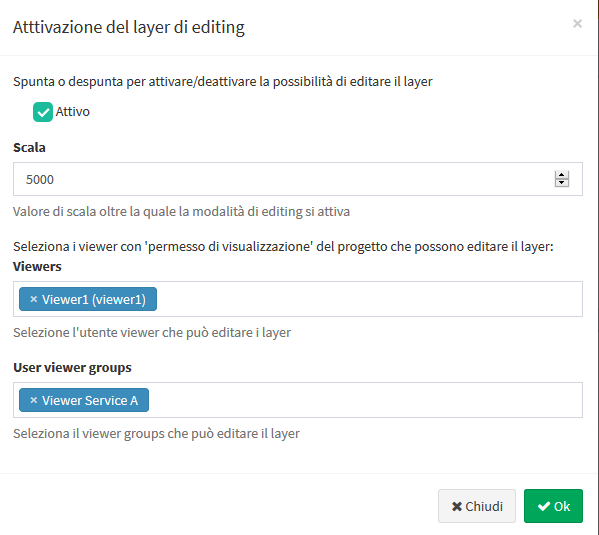 Atttivazione del layer di editing
×
Spunta o despunta per attivare/deattivare la possibilità di editare il layer
Attivo
Scala
5000
Valore di scala oltre la quale la modalità di editing si attiva
Seleziona i viewer con 'permesso di visualizzazione' del progetto che possono editare il layer:
Viewers
× Viewer1 (viewer1)
Selezione l'utente viewer che può editare i layer
User viewer groups
× Viewer Service A
Seleziona il viewer groups che può editare il layer
Chiudi
Ok